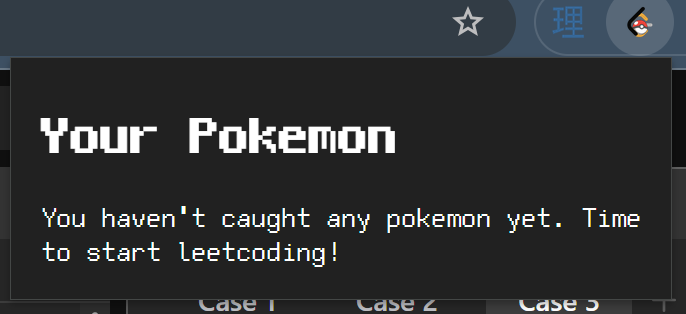 理
Your Pokemon
You haven't caught any pokemon yet. Time
to start leetcoding!
Case 1 Case 2 Case 3